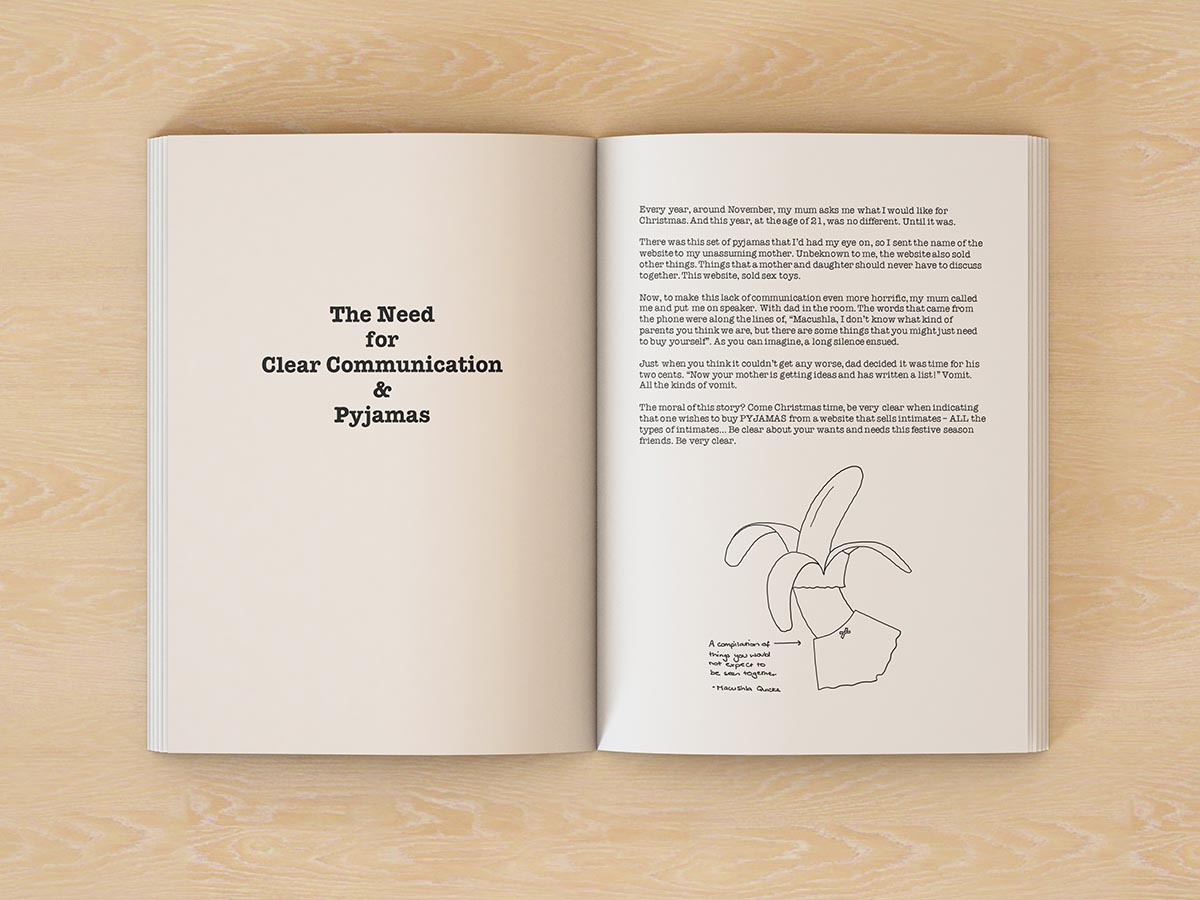 The Need
for
Clear Communication
&
Pyjamas
Every year, around November, my mum asks me what I would like for
Christmas. And this year, at the age of 21, was no different. Until it was.
There was this set of pyjamas that I'd had my eye on, so I sent the name of the
website to my unassuming mother. Unbeknown to me, the website also sold
other things. Things that a mother and daughter should never have to discuss
together. This website, sold sex toys.
Now, to make this lack of communication even more horrific, my mum called
me and put me on speaker. With dad in the room. The words that came from
the phone were along the lines of, “Macushla, I don't know what kind of
parents you think we are, but there are some things that you might just need
to buy yourself”. As you can imagine, a long silence ensued.
Just when you think it couldn't get any worse, dad decided it was time for his
two cents. “Now your mother is getting ideas and has written a list!” Vomit.
All the kinds of vomit.
The moral of this story? Come Christmas time, be very clear when indicating
that one wishes to buy PYJAMAS from a website that sells intimates – ALL the
types of intimates... Be clear about your wants and needs this festive season
friends. Be very clear.
A compilation of
things you would
not expect to
be seen together
- Macushla